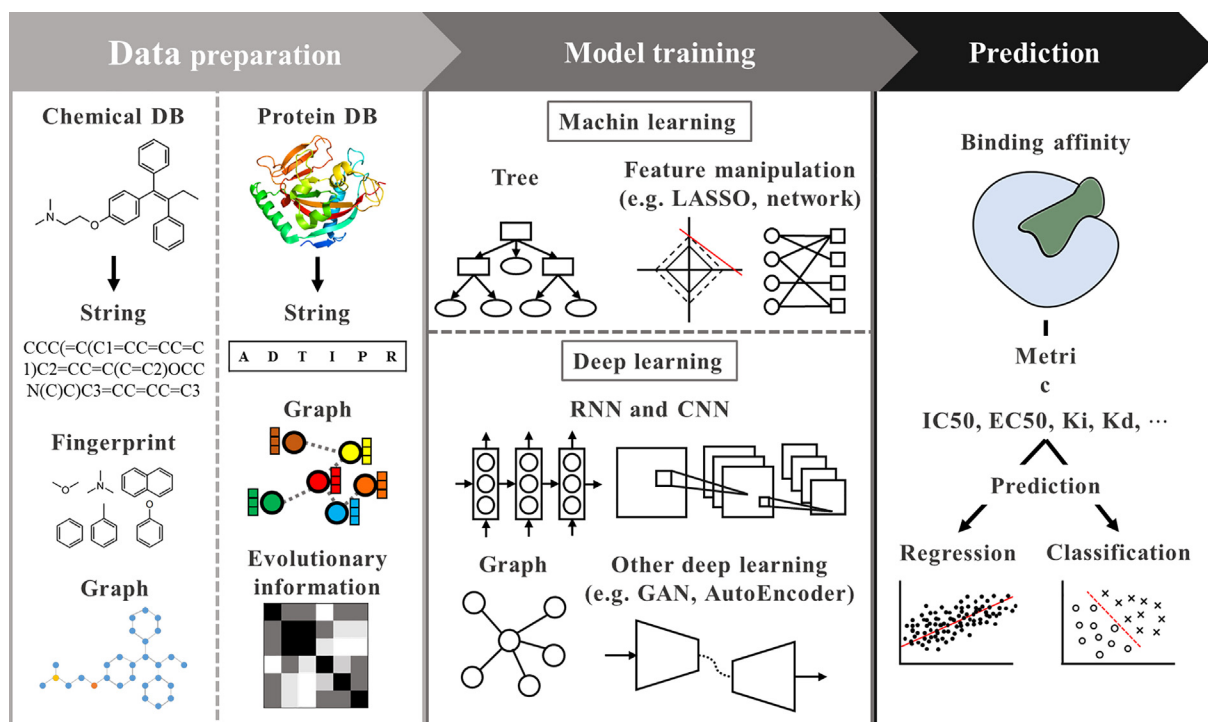 Data preparation
Model training
Prediction
Chemical DB
N
O
String
CCC(=C(C1=CC=CC=C
1)C2=CC=C(C=C2)OCC
N(C)C)C3=CC=CC=C3
Fingerprint
O
N
O
Graph
Protein DB
String
A D T I P R
Graph
Evolutionary
information
Machin learning
Tree
Feature manipulation
(e.g. LASSO, network)
Deep learning
RNN and CNN
Graph
Other deep learning
(e.g. GAN, AutoEncoder)
Binding affinity
Metri
c
IC50, EC50, Ki, Kd, ···
Prediction
Regression
Classification